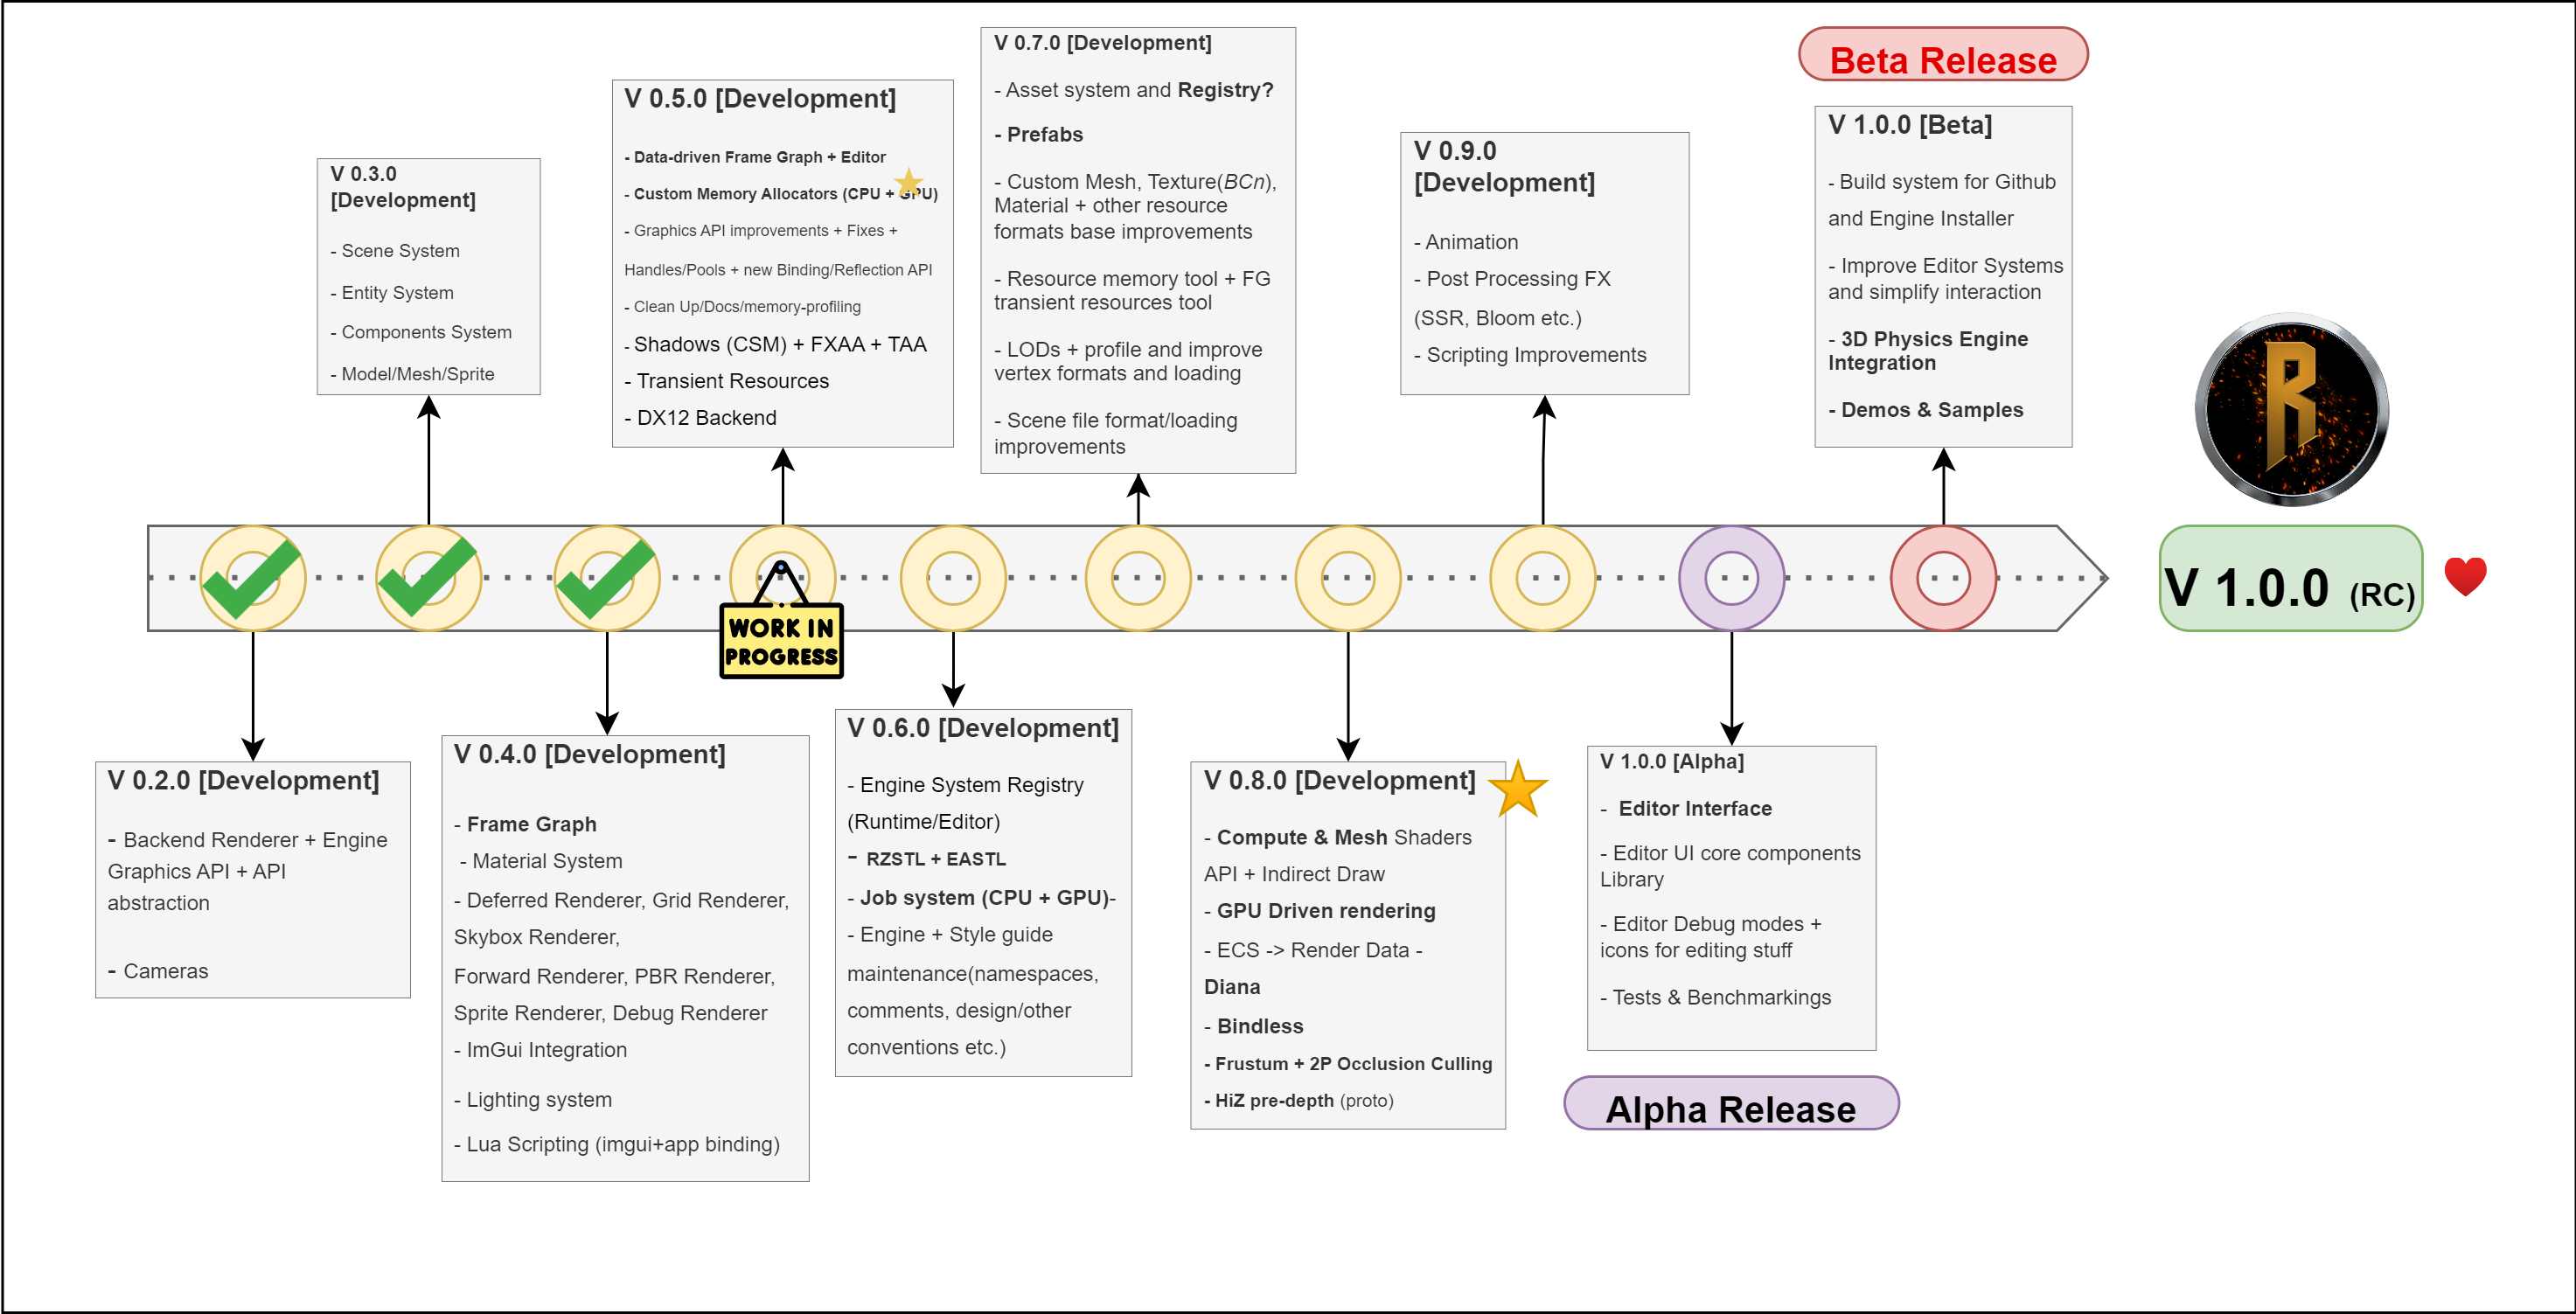 V 0.3.0
[Development]
- Scene System
- Entity System
- Components System
- Model/Mesh/Sprite
V 0.5.0 [Development]
- Data-driven Frame Graph + Editor
- Custom Memory Allocators (CPU + GPU)
- Graphics API improvements + Fixes +
Handles/Pools + new Binding/Reflection API
- Clean Up/Docs/memory-profiling
- Shadows (CSM) + FXAA + TAA
- Transient Resources
- DX12 Backend
V 0.7.0 [Development]
- Asset system and Registry?
- Prefabs
- Custom Mesh, Texture(BCn),
Material + other resource
formats base improvements
- Resource memory tool + FG
transient resources tool
- LODs + profile and improve
vertex formats and loading
- Scene file format/loading
improvements
V 0.9.0
[Development]
- Animation
- Post Processing FX
(SSR, Bloom etc.)
- Scripting Improvements
Beta Release
V 1.0.0 [Beta]
- Build system for Github
and Engine Installer
- Improve Editor Systems
and simplify interaction
- 3D Physics Engine
Integration
- Demos & Samples
R
WORK IN
PROGRESS
V 1.0.0 (RC)
V 0.2.0 [Development]
- Backend Renderer + Engine
Graphics API + API
abstraction
- Cameras
V 0.4.0 [Development]
- Frame Graph
- Material System
- Deferred Renderer, Grid Renderer,
Skybox Renderer,
Forward Renderer, PBR Renderer,
Sprite Renderer, Debug Renderer
- ImGui Integration
- Lighting system
- Lua Scripting (imgui+app binding)
V 0.6.0 [Development]
- Engine System Registry
(Runtime/Editor)
- RZSTL + EASTL
- Job system (CPU + GPU)-
- Engine + Style guide
maintenance(namespaces,
comments, design/other
conventions etc.)
V 0.8.0 [Development]
- Compute & Mesh Shaders
API + Indirect Draw
- GPU Driven rendering
- ECS -> Render Data -
Diana
- Bindless
- Frustum + 2P Occlusion Culling
- HiZ pre-depth (proto)
V 1.0.0 [Alpha]
- Editor Interface
- Editor UI core components
Library
- Editor Debug modes +
icons for editing stuff
- Tests & Benchmarkings
Alpha Release